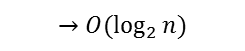 → O(log₂ n)